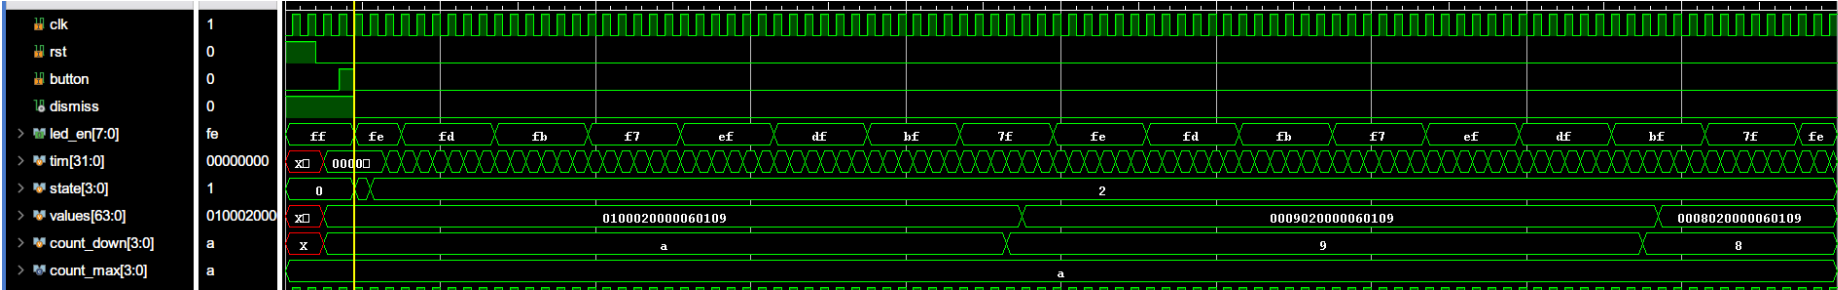 clk 1
rst 0
button 0
dismiss 0
led_en[7:0] fe ff fe fd fb f7 ef df bf 7f fe fd fb f7 ef df bf 7f fe
tim[31:0] 00000000 X 0000
state[3:0] 1 0 2
values[63:0] 010002000 X 0100020000060109 0009020000060109 0008020000060109
count_down[3:0] a X a 9 8
count_max[3:0] a a